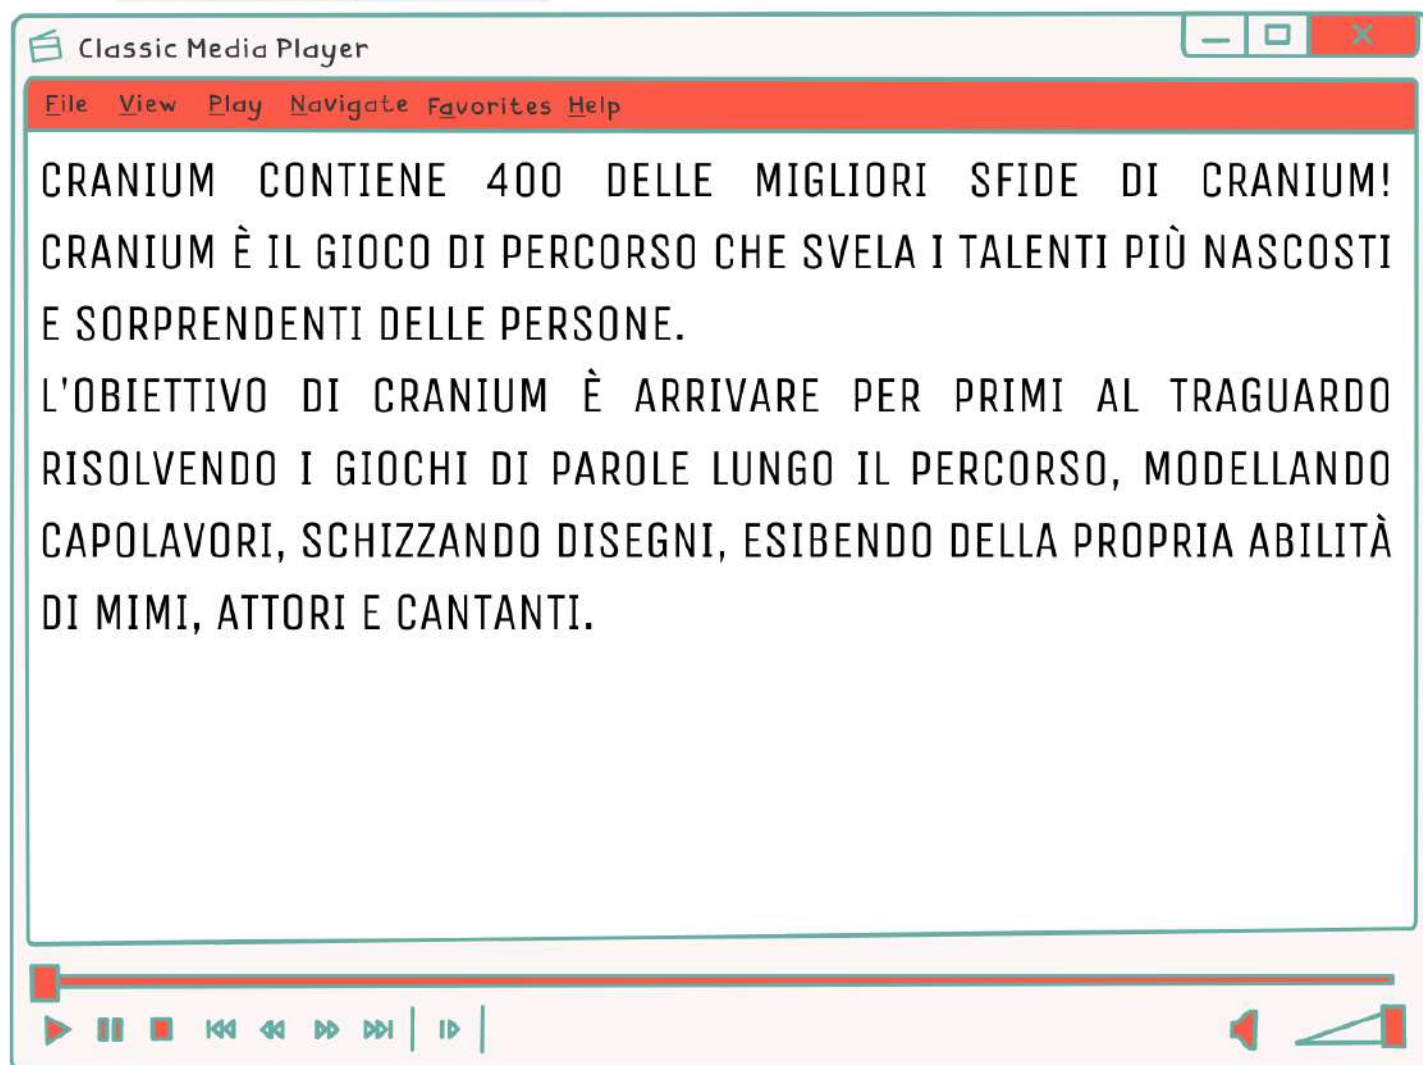 Classic Media Player
File View Play Navigate Favorites Help
CRANIUM CONTIENE 400 DELLE MIGLIORI SFIDE DI CRANIUM!
CRANIUM È IL GIOCO DI PERCORSO CHE SVELA I TALENTI PIÙ NASCOSTI
E SORPRENDENTI DELLE PERSONE.
L'OBIETTIVO DI CRANIUM È ARRIVARE PER PRIMI AL TRAGUARDO
RISOLVENDO I GIOCHI DI PAROLE LUNGO IL PERCORSO, MODELLANDO
CAPOLAVORI, SCHIZZANDO DISEGNI, ESIBENDO DELLA PROPRIA ABILITÀ
DI MIMI, ATTORI E CANTANTI.